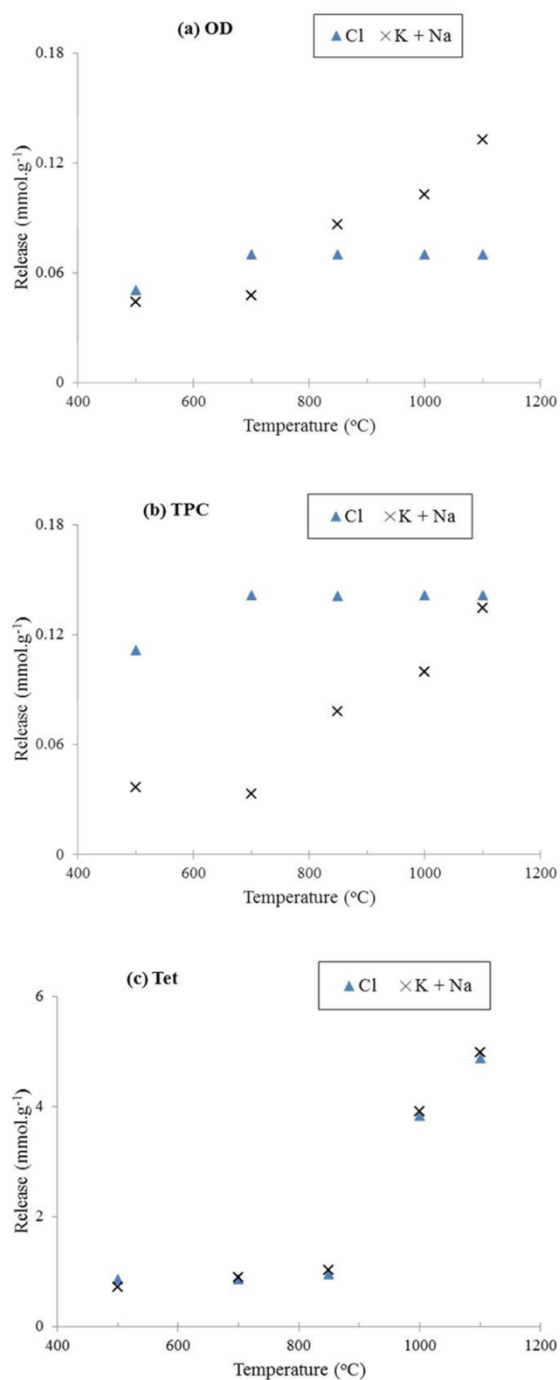 (a) OD
▲ Cl × K + Na
Release (mmol.g⁻¹)
0.18
0.12
0.06
0
400 600 800 1000 1200
Temperature (°C)
(b) TPC
▲ Cl × K + Na
Release (mmol.g⁻¹)
0.18
0.12
0.06
0
400 600 800 1000 1200
Temperature (°C)
(c) Tet
▲ Cl × K + Na
Release (mmol.g⁻¹)
6
4
2
0
400 600 800 1000 1200
Temperature (°C)